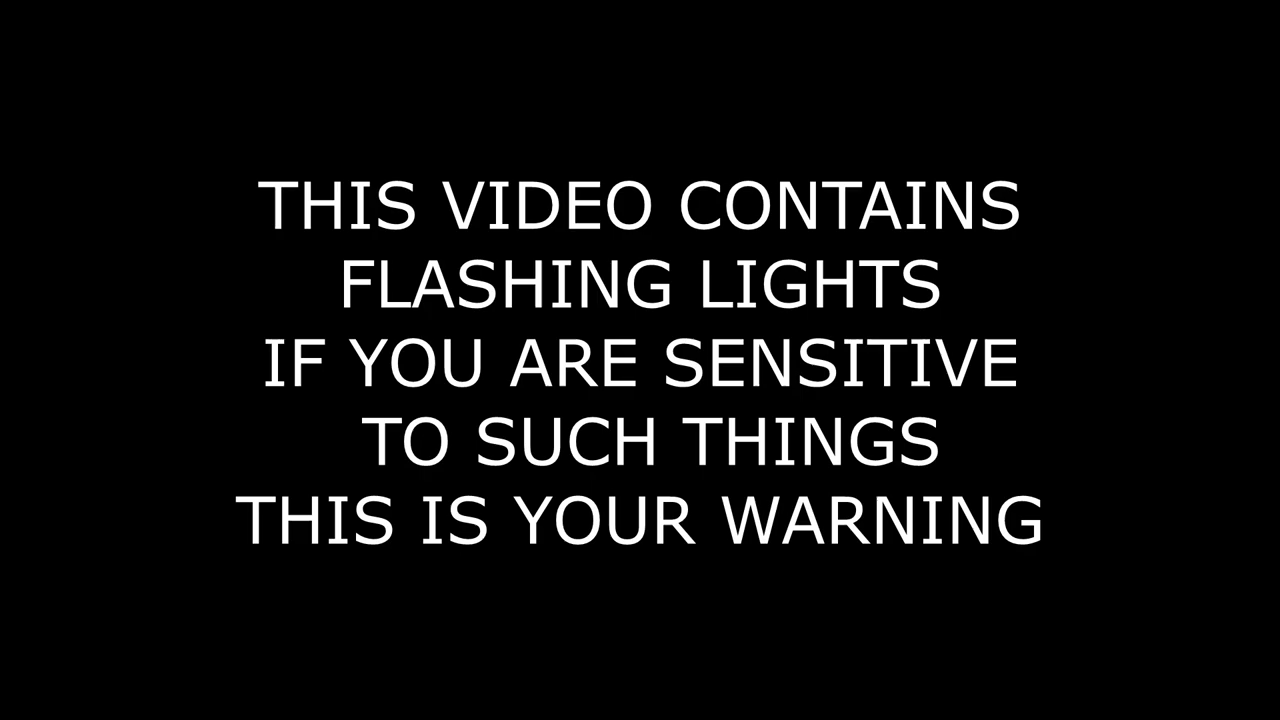 THIS VIDEO CONTAINS
FLASHING LIGHTS
IF YOU ARE SENSITIVE
TO SUCH THINGS
THIS IS YOUR WARNING